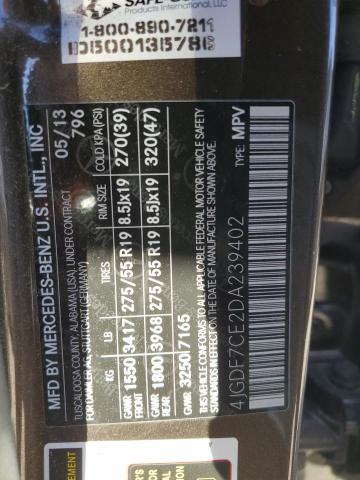 SAFE-
Products International, Inc.
1-800-890-7211
MFD BY MERCEDES-BENZ U.S. INTL., INC
TUSCALOOSA COUNTY, ALABAMA (USA). UNDER CONTRACT
FOR DAIMLER AG, STUTTGART (GERMANY)
05/13
796
KG LB TIRES RIM SIZE COLD KPA(PSI)
GAWR FRONT 1550 3417 275/55 R19 8.5Jx19 270(39)
GAWR REAR 1800 3968 275/55 R19 8.5Jx19 320(47)
GVWR 3250 7165
THIS VEHICLE CONFORMS TO ALL APPLICABLE FEDERAL MOTOR VEHICLE SAFETY
STANDARDS IN EFFECT ON THE DATE OF MANUFACTURE SHOWN ABOVE.
4JGDF7CE2DA239402 TYPE: MPV